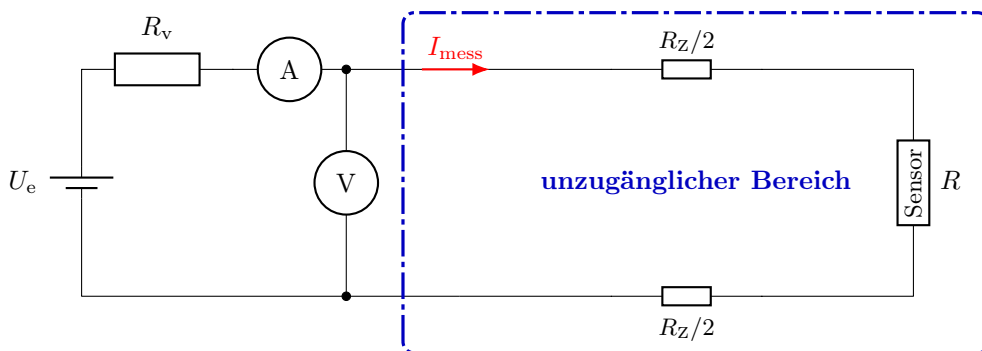 R_v
A
I_mess
R_Z/2
V
U_e
unzugänglicher Bereich
Sensor
R
R_Z/2